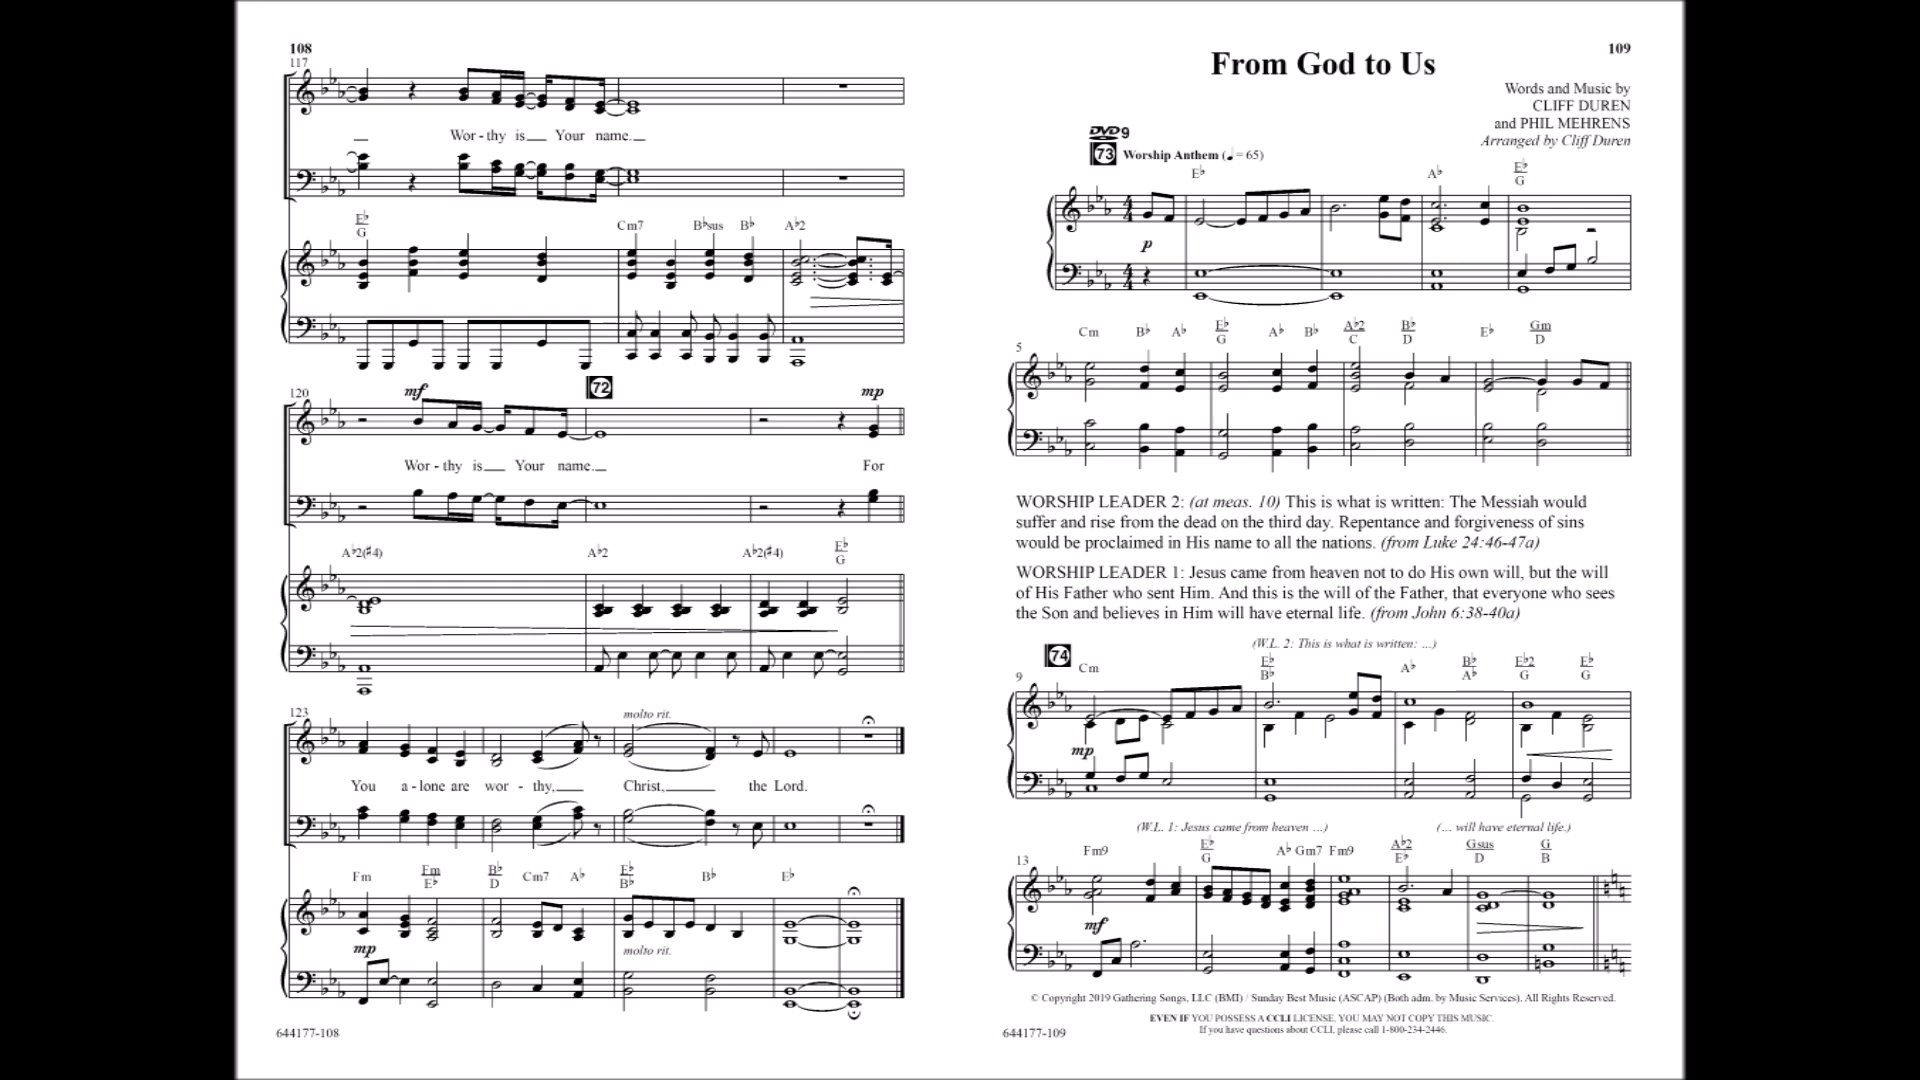 108
117
Wor - thy is Your name.
E♭
G
Cm7 B♭sus B♭ A♭2
120
mf
72
mp
Wor - thy is Your name. For
A♭2(♯4) A♭2 A♭2(♯4) E♭
G
123
molto rit.
You a - lone are wor - thy, Christ, the Lord.
Fm Fm B♭ Cm7 A♭ E♭ B♭ E♭
E♭ D B♭
mp
molto rit.
644177-108
109
From God to Us
Words and Music by
CLIFF DUREN
and PHIL MEHRENS
Arranged by Cliff Duren
DVD 9
73 Worship Anthem (♩ = 65)
E♭ A♭ E♭
G
4
4
p
4
4
Cm B♭ A♭ E♭ A♭ B♭ A♭2 B♭ E♭ Gm
G C D D
5
WORSHIP LEADER 2: (at meas. 10) This is what is written: The Messiah would
suffer and rise from the dead on the third day. Repentance and forgiveness of sins
would be proclaimed in His name to all the nations. (from Luke 24:46-47a)
WORSHIP LEADER 1: Jesus came from heaven not to do His own will, but the will
of His Father who sent Him. And this is the will of the Father, that everyone who sees
the Son and believes in Him will have eternal life. (from John 6:38-40a)
(W.L. 2: This is what is written: ...)
74
Cm E♭ A♭ B♭ E♭2 E♭
B♭ A♭ G G
9
mp
(W.L. 1: Jesus came from heaven ...) (... will have eternal life.)
Fm9 E♭ A♭ Gm7 Fm9 A♭2 Gsus G
G E♭ D B
13
mf
© Copyright 2019 Gathering Songs, LLC (BMI) / Sunday Best Music (ASCAP) (Both adm. by Music Services). All Rights Reserved.
EVEN IF YOU POSSESS A CCLI LICENSE, YOU MAY NOT COPY THIS MUSIC.
If you have questions about CCLI, please call 1-800-234-2446.
644177-109